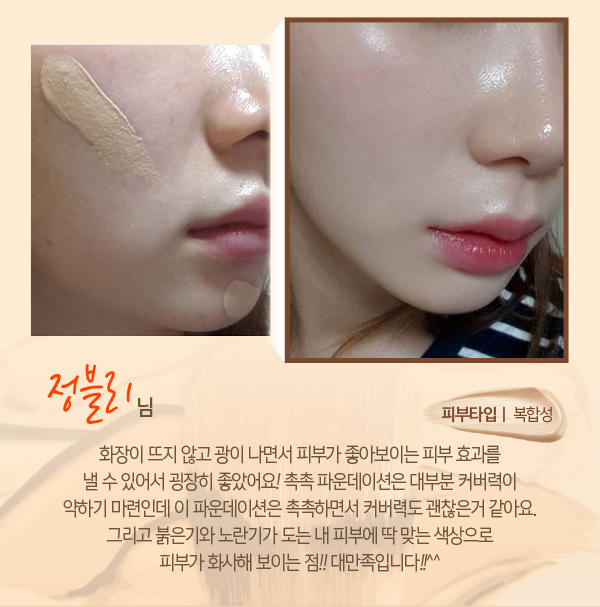 정블리 님
피부타입 | 복합성
화장이 뜨지 않고 광이 나면서 피부가 좋아보이는 피부 효과를
낼 수 있어서 굉장히 좋았어요! 촉촉 파운데이션은 대부분 커버력이
약하기 마련인데 이 파운데이션은 촉촉하면서 커버력도 괜찮은거 같아요.
그리고 붉은기와 노란기가 도는 내 피부에 딱 맞는 색상으로
피부가 화사해 보이는 점!! 대만족입니다!!^^